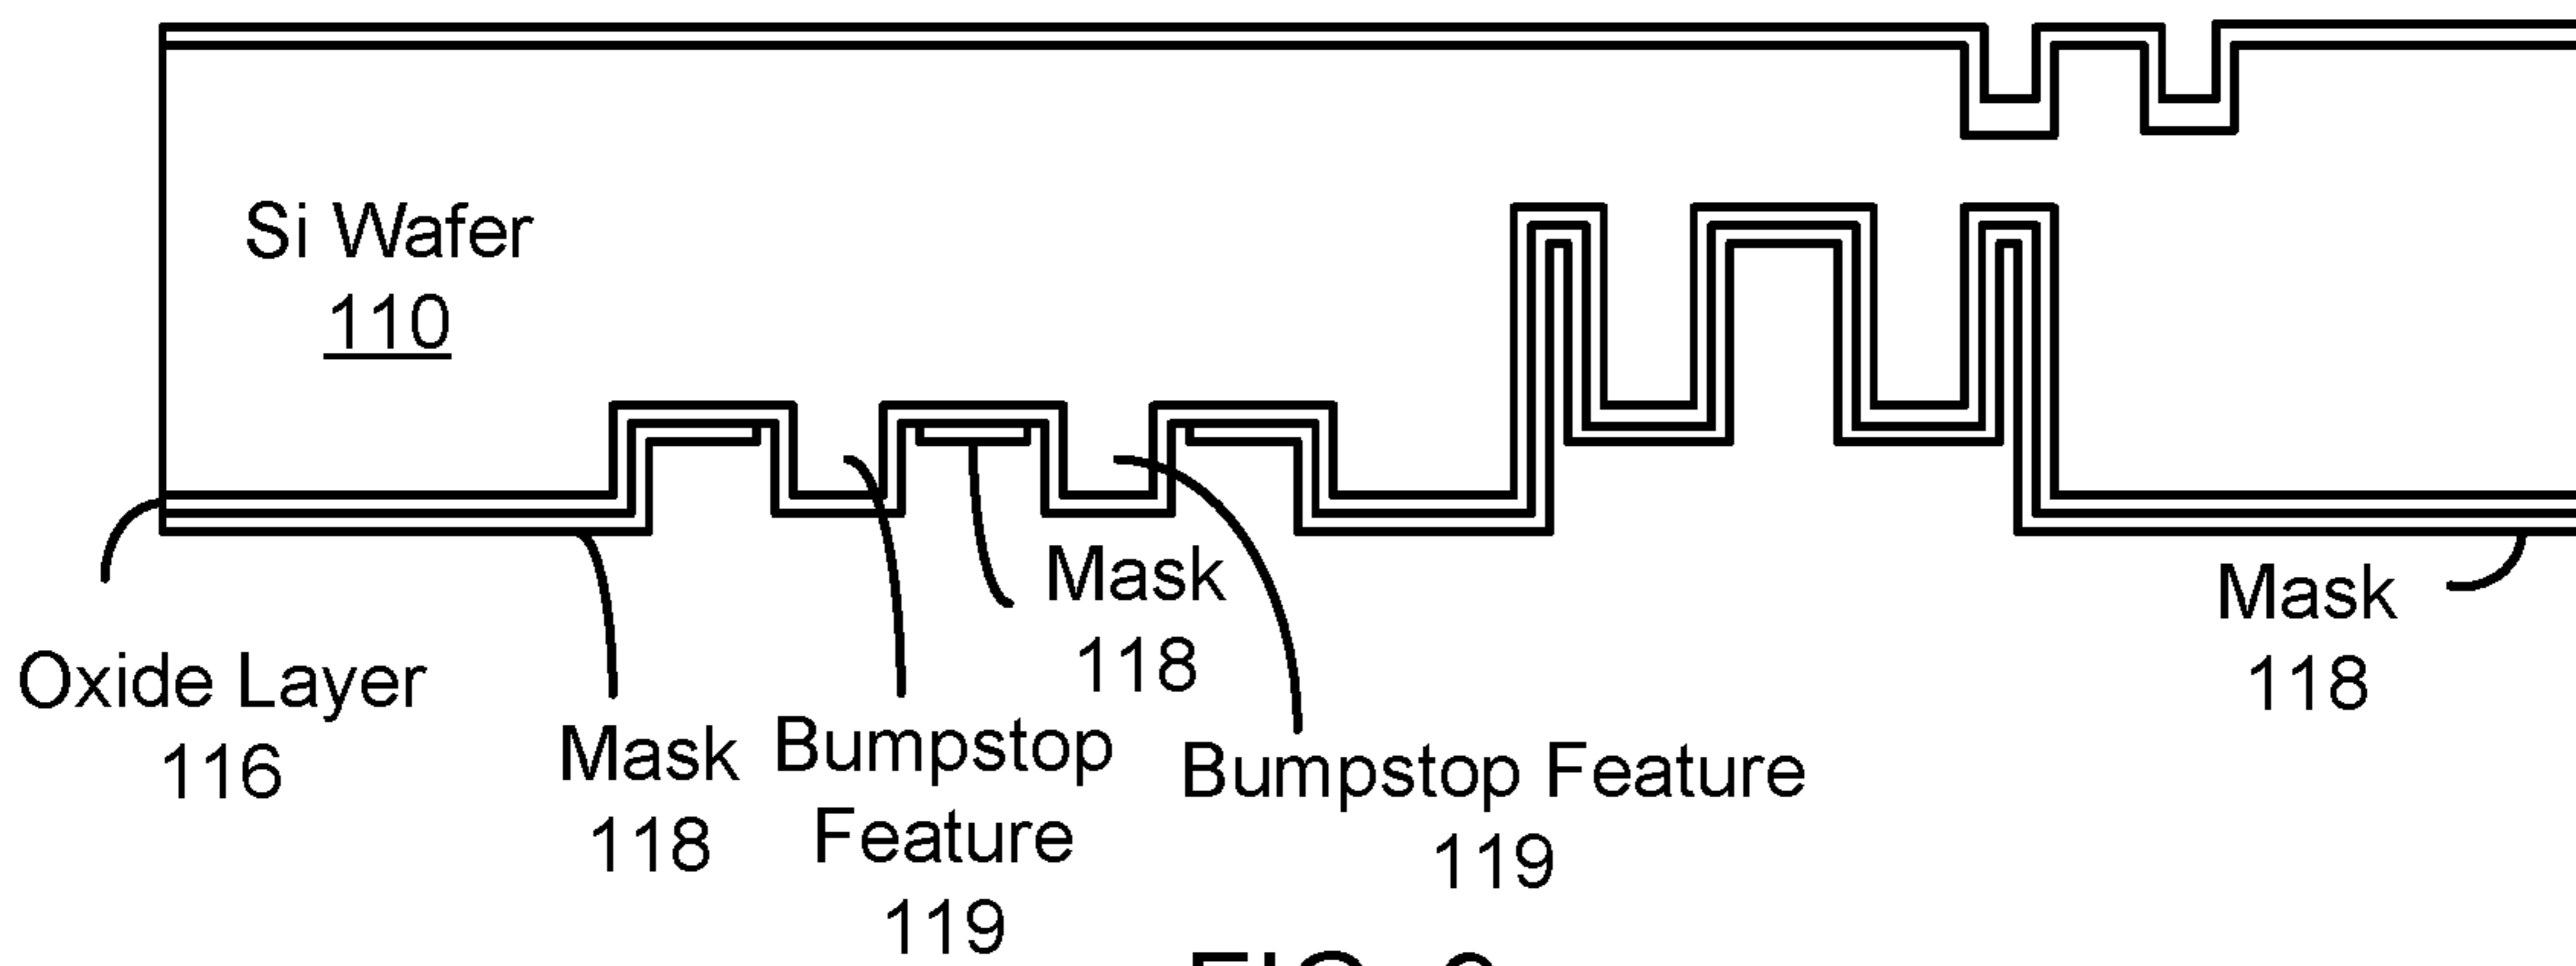 Si Wafer
110
Oxide Layer
116
Mask
118
Bumpstop
Feature
119
Mask
118
Bumpstop Feature
119
Mask
118